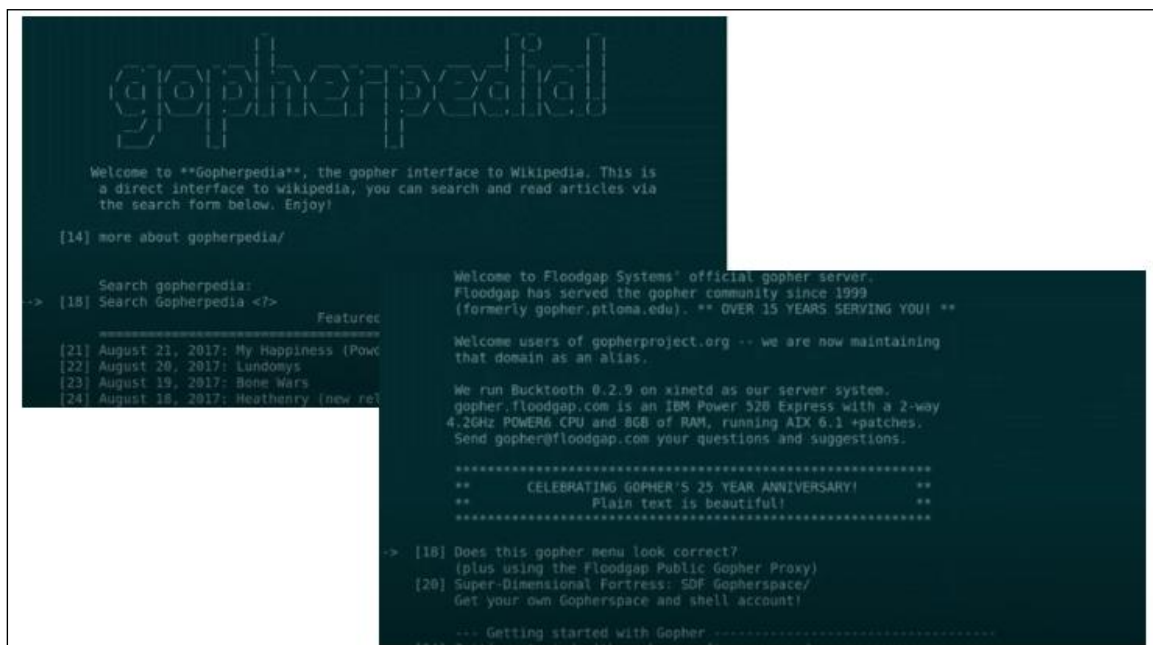 gopherpedia!
Welcome to **Gopherpedia**, the gopher interface to Wikipedia. This is
a direct interface to wikipedia, you can search and read articles via
the search form below. Enjoy!
[14] more about gopherpedia/
Search gopherpedia:
--> [18] Search Gopherpedia <?>
Featured
[21] August 21, 2017: My Happiness (Powd
[22] August 20, 2017: Lundomys
[23] August 19, 2017: Bone Wars
[24] August 18, 2017: Heathenry (new rel
Welcome to Floodgap Systems' official gopher server.
Floodgap has served the gopher community since 1999
(formerly gopher.ptloma.edu). ** OVER 15 YEARS SERVING YOU! **
Welcome users of gopherproject.org -- we are now maintaining
that domain as an alias.
We run Bucktooth 0.2.9 on xinetd as our server system.
gopher.floodgap.com is an IBM Power 520 Express with a 2-way
4.2GHz POWER6 CPU and 8GB of RAM, running AIX 6.1 +patches.
Send gopher@floodgap.com your questions and suggestions.
***********************************************************
** CELEBRATING GOPHER'S 25 YEAR ANNIVERSARY! **
** Plain text is beautiful! **
***********************************************************
-> [18] Does this gopher menu look correct?
(plus using the Floodgap Public Gopher Proxy)
[20] Super-Dimensional Fortress: SDF Gopherspace/
Get your own Gopherspace and shell account!
--- Getting started with Gopher -----------------------------------